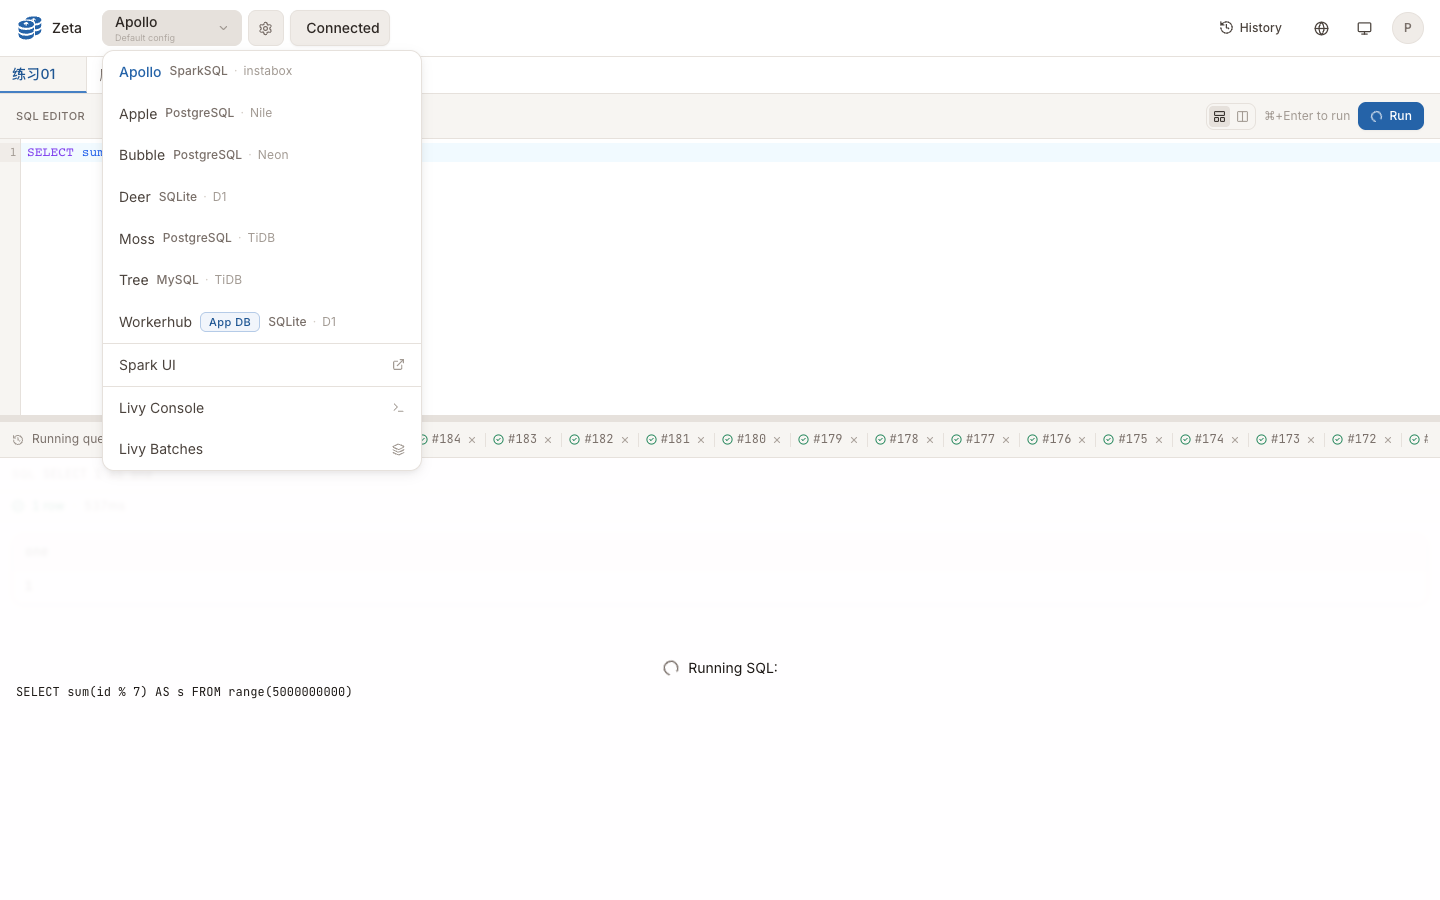 Zeta
Apollo
Default config
Connected
History
P
练习01
Apollo SparkSQL · instabox
Apple PostgreSQL · Nile
Bubble PostgreSQL · Neon
Deer SQLite · D1
Moss PostgreSQL · TiDB
Tree MySQL · TiDB
Workerhub App DB SQLite · D1
Spark UI
Livy Console
Livy Batches
SQL EDITOR
⌘+Enter to run
Run
1 SELECT sum
Running que
#184 × #183 × #182 × #181 × #180 × #179 × #178 × #177 × #176 × #175 × #174 × #173 × #172 ×
Running SQL:
SELECT sum(id % 7) AS s FROM range(5000000000)